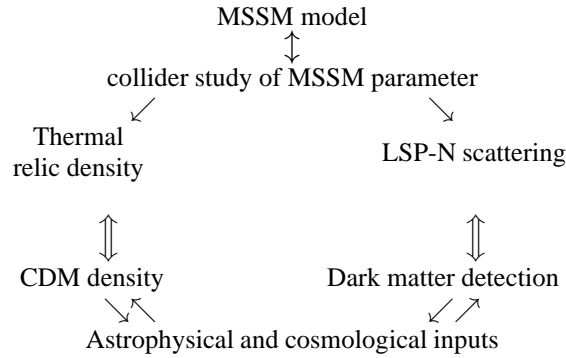 MSSM model
collider study of MSSM parameter
Thermal
relic density
LSP-N scattering
CDM density
Dark matter detection
Astrophysical and cosmological inputs